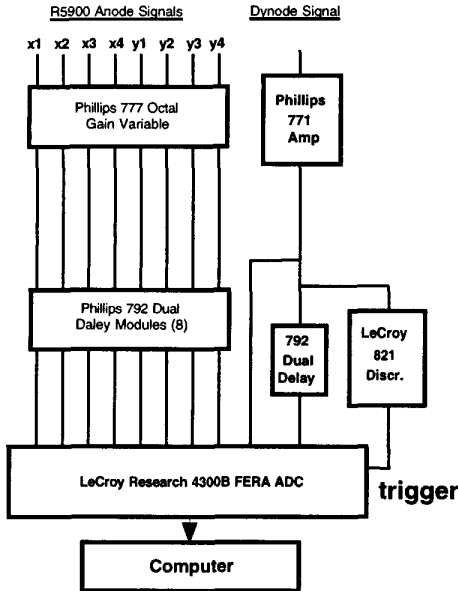 R5900 Anode Signals
Dynode Signal
x1 x2 x3 x4 y1 y2 y3 y4
Phillips 777 Octal
Gain Variable
Phillips
771
Amp
Phillips 792 Dual
Daley Modules (8)
792
Dual
Delay
LeCroy
821
Discr.
LeCroy Research 4300B FERA ADC
trigger
Computer